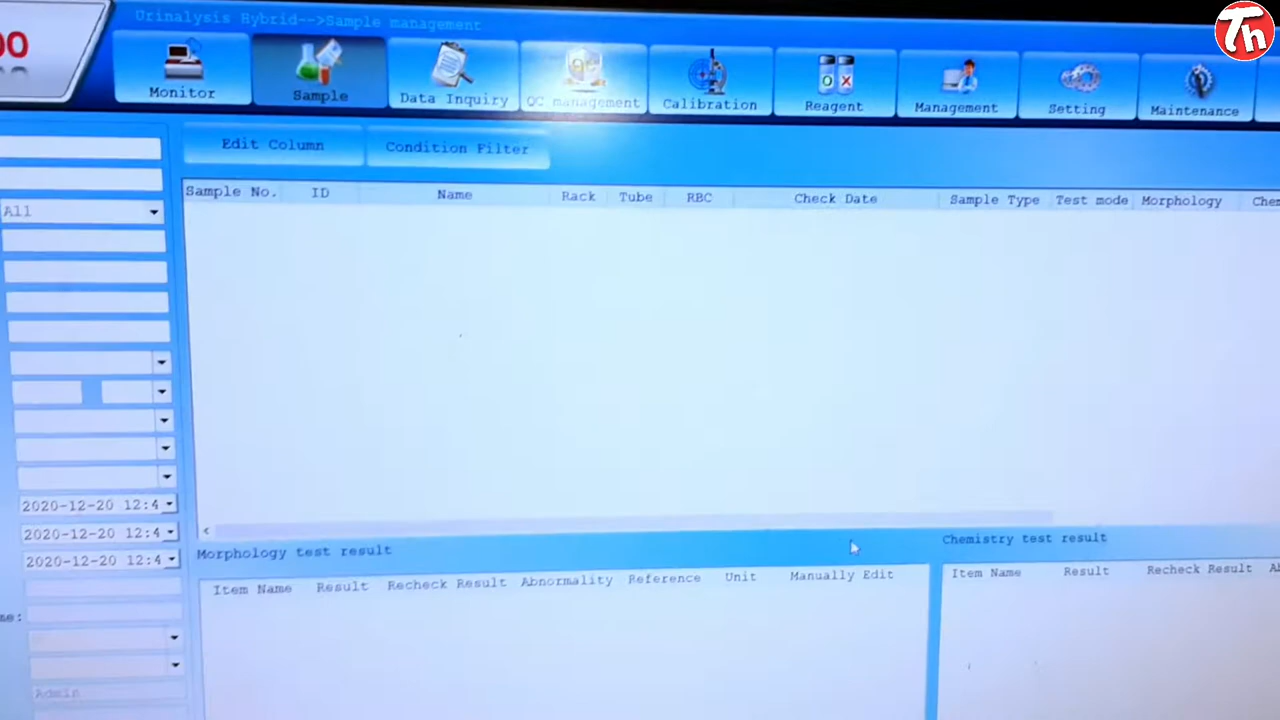 Th
Urinalysis Hybrid-->Sample management
Monitor
Sample
Data Inquiry
QC management
Calibration
Reagent
Management
Setting
Maintenance
Edit Column
Condition Filter
Sample No. ID Name Rack Tube RBC Check Date Sample Type Test mode Morphology
All
2020-12-20 12:4
2020-12-20 12:4
2020-12-20 12:4
Admin
Morphology test result
Item Name Result Recheck Result Abnormality Reference Unit Manually Edit
Chemistry test result
Item Name Result Recheck Result